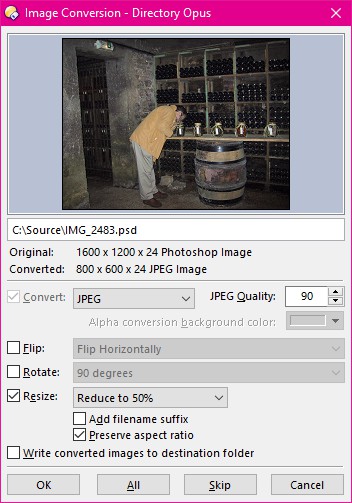 Image Conversion - Directory Opus
C:\Source\IMG_2483.psd
Original: 1600 x 1200 x 24 Photoshop Image
Converted: 800 x 600 x 24 JPEG Image
Convert: JPEG JPEG Quality: 90
Alpha conversion background color:
Flip: Flip Horizontally
Rotate: 90 degrees
Resize: Reduce to 50%
Add filename suffix
Preserve aspect ratio
Write converted images to destination folder
OK All Skip Cancel